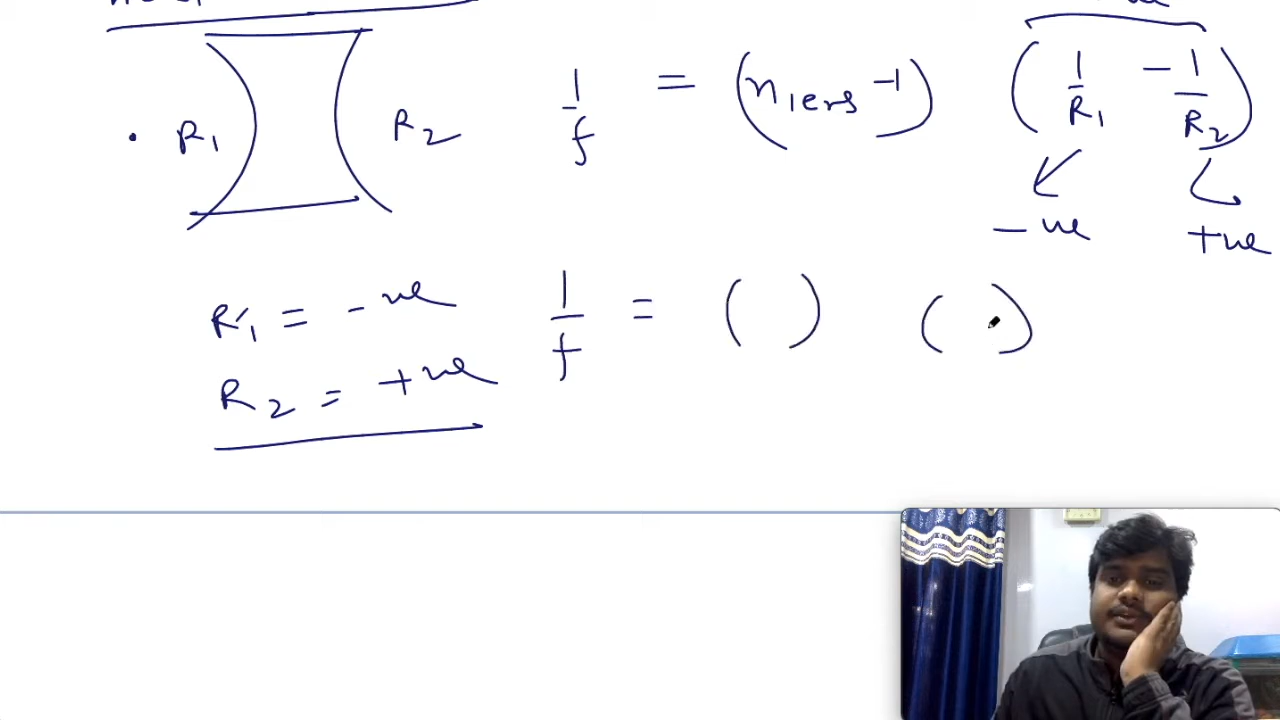 R1 R2 1/f = (n lens -1) (1/R1 - 1/R2)
-ve +ve
R1 = -ve 1/f = ( ) ( )
R2 = +ve